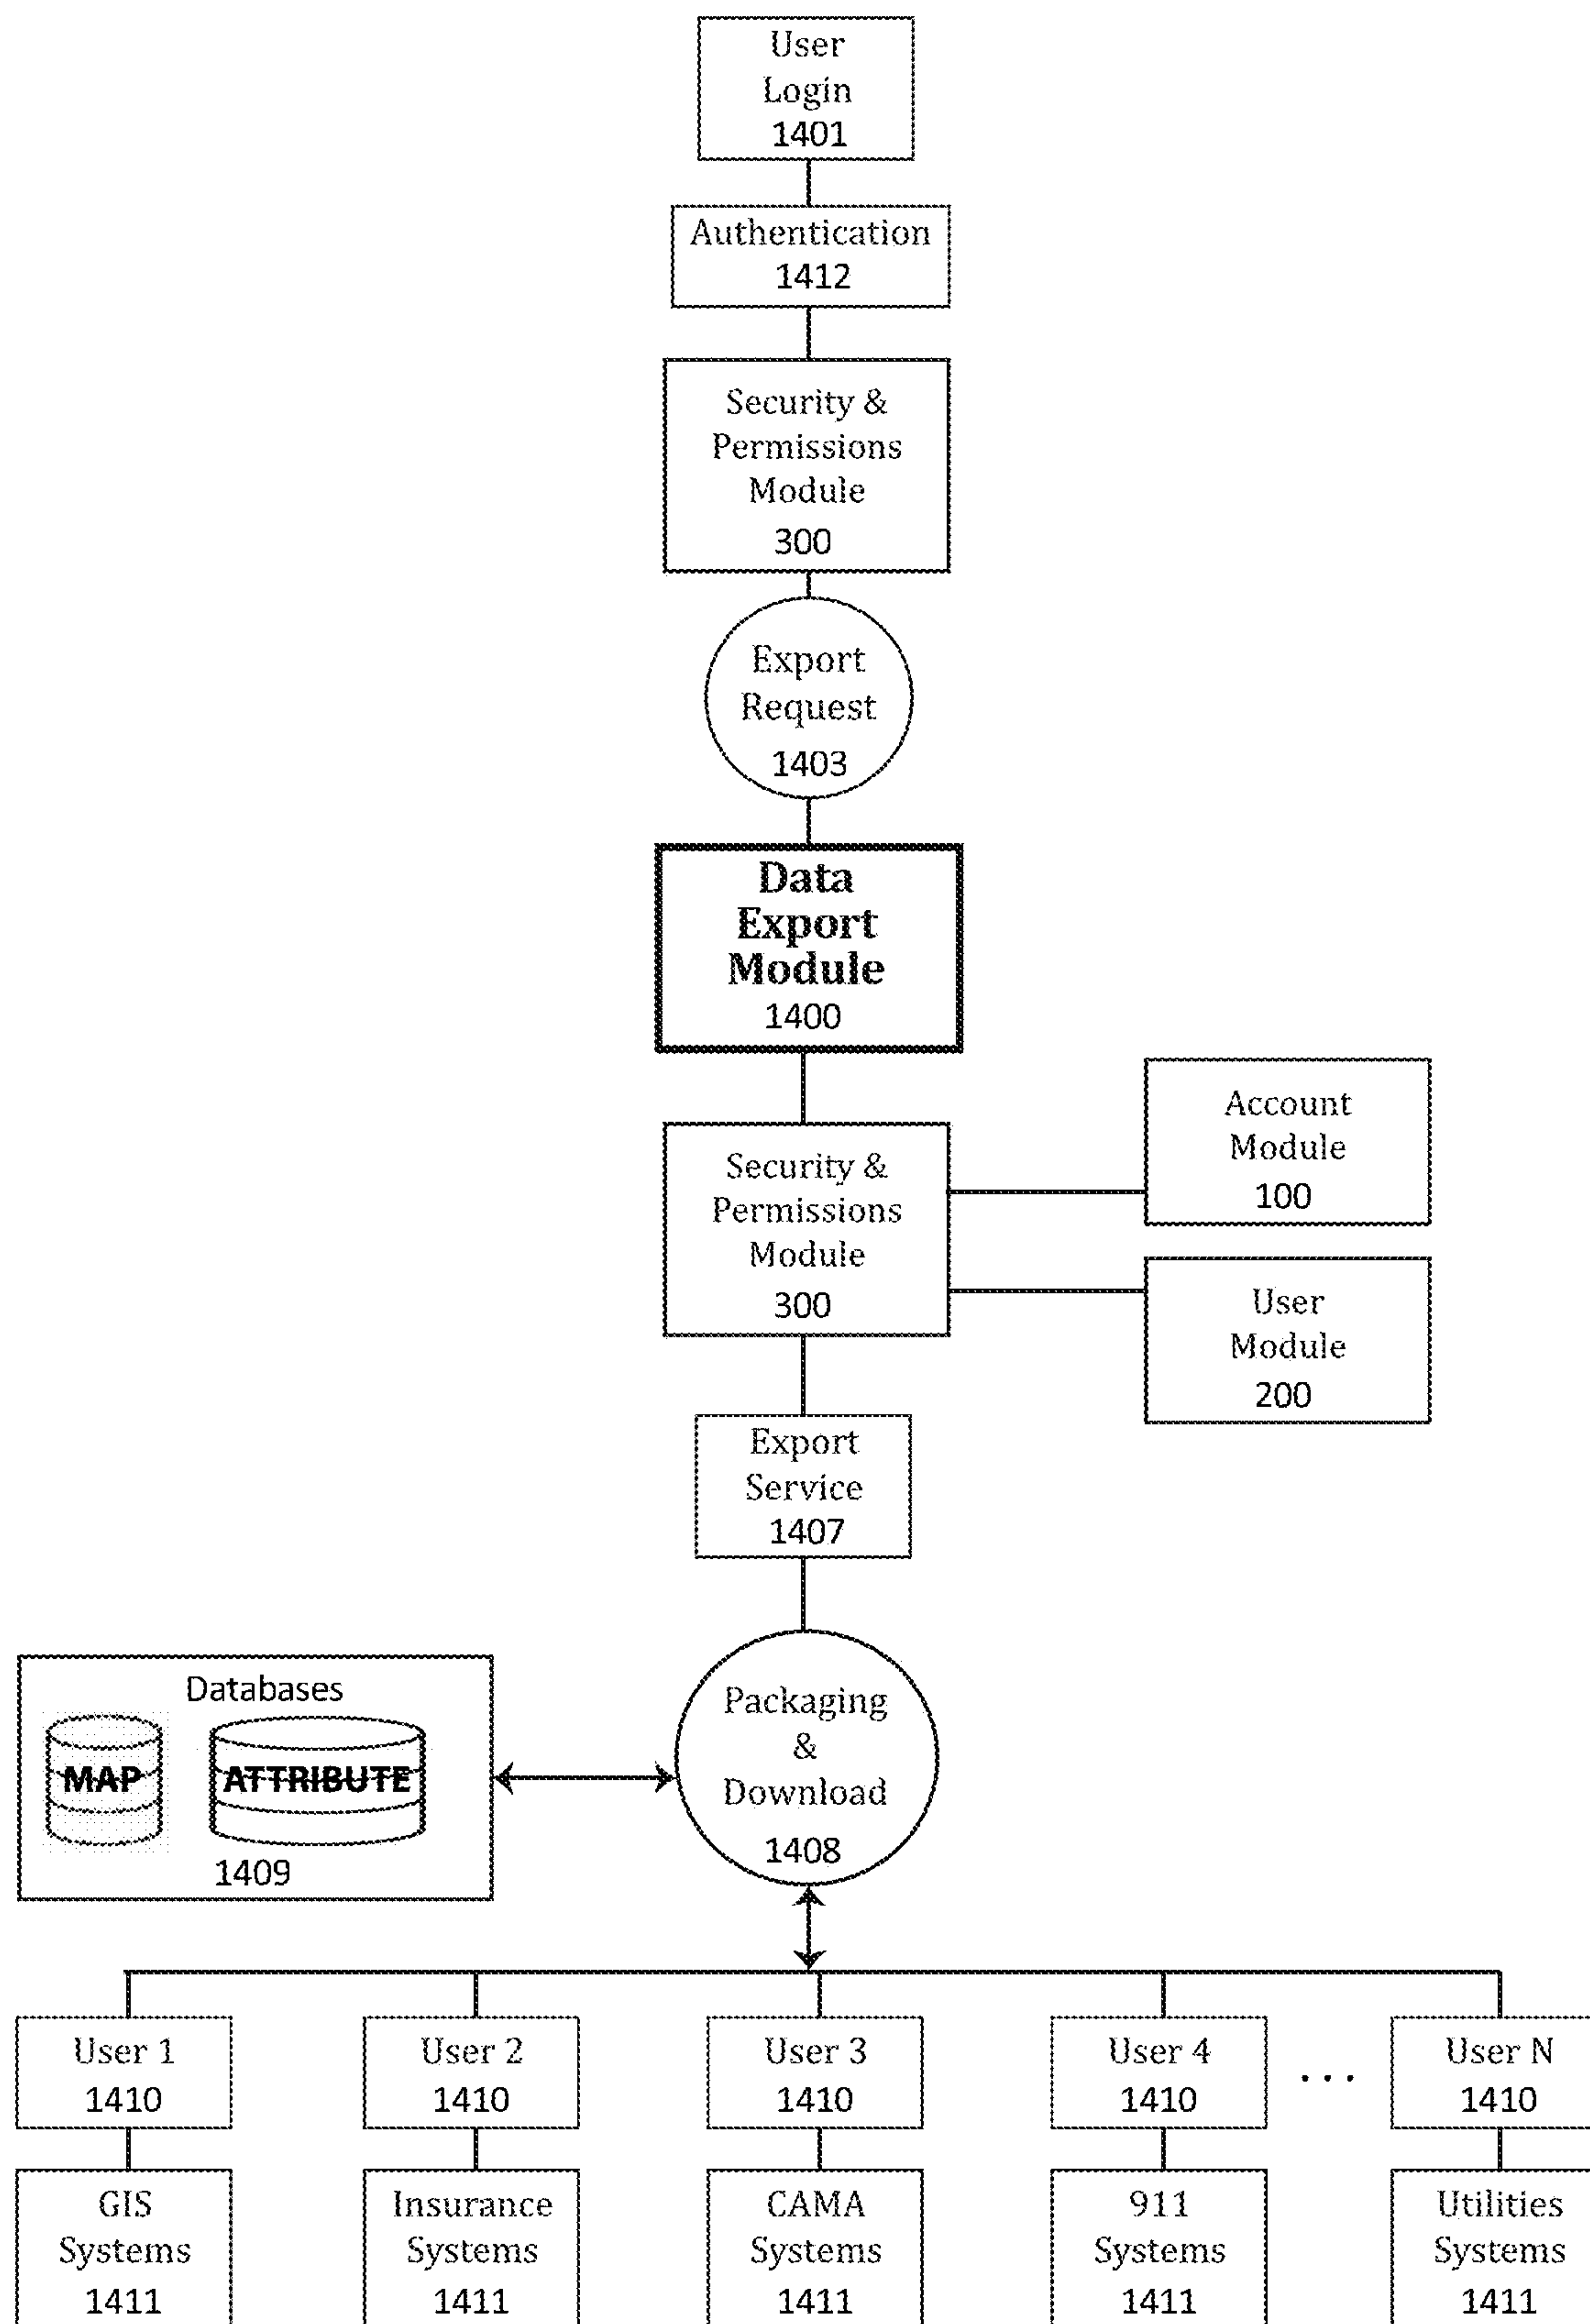 User
Login
1401
Authentication
1412
Security &
Permissions
Module
300
Export
Request
1403
Data
Export
Module
1400
Security &
Permissions
Module
300
Account
Module
100
User
Module
200
Export
Service
1407
Databases
MAP
ATTRIBUTE
1409
Packaging
&
Download
1408
User 1
1410
User 2
1410
User 3
1410
User 4
1410
...
User N
1410
GIS
Systems
1411
Insurance
Systems
1411
CAMA
Systems
1411
911
Systems
1411
Utilities
Systems
1411